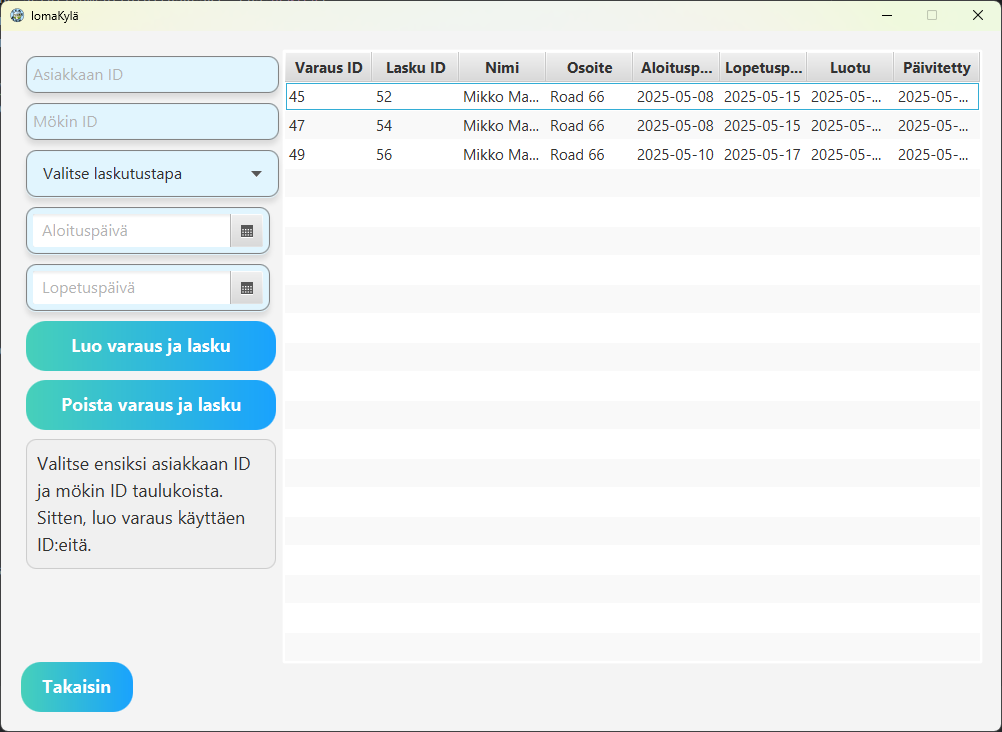 lomaKylä
Asiakkaan ID
Mökin ID
Valitse laskutustapa
Aloituspäivä
Lopetuspäivä
Luo varaus ja lasku
Poista varaus ja lasku
Valitse ensiksi asiakkaan ID
ja mökin ID taulukoista.
Sitten, luo varaus käyttäen
ID:eitä.
Takaisin
Varaus ID Lasku ID Nimi Osoite Aloitusp... Lopetusp... Luotu Päivitetty
45 52 Mikko Ma... Road 66 2025-05-08 2025-05-15 2025-05-... 2025-05-...
47 54 Mikko Ma... Road 66 2025-05-08 2025-05-15 2025-05-... 2025-05-...
49 56 Mikko Ma... Road 66 2025-05-10 2025-05-17 2025-05-... 2025-05-...